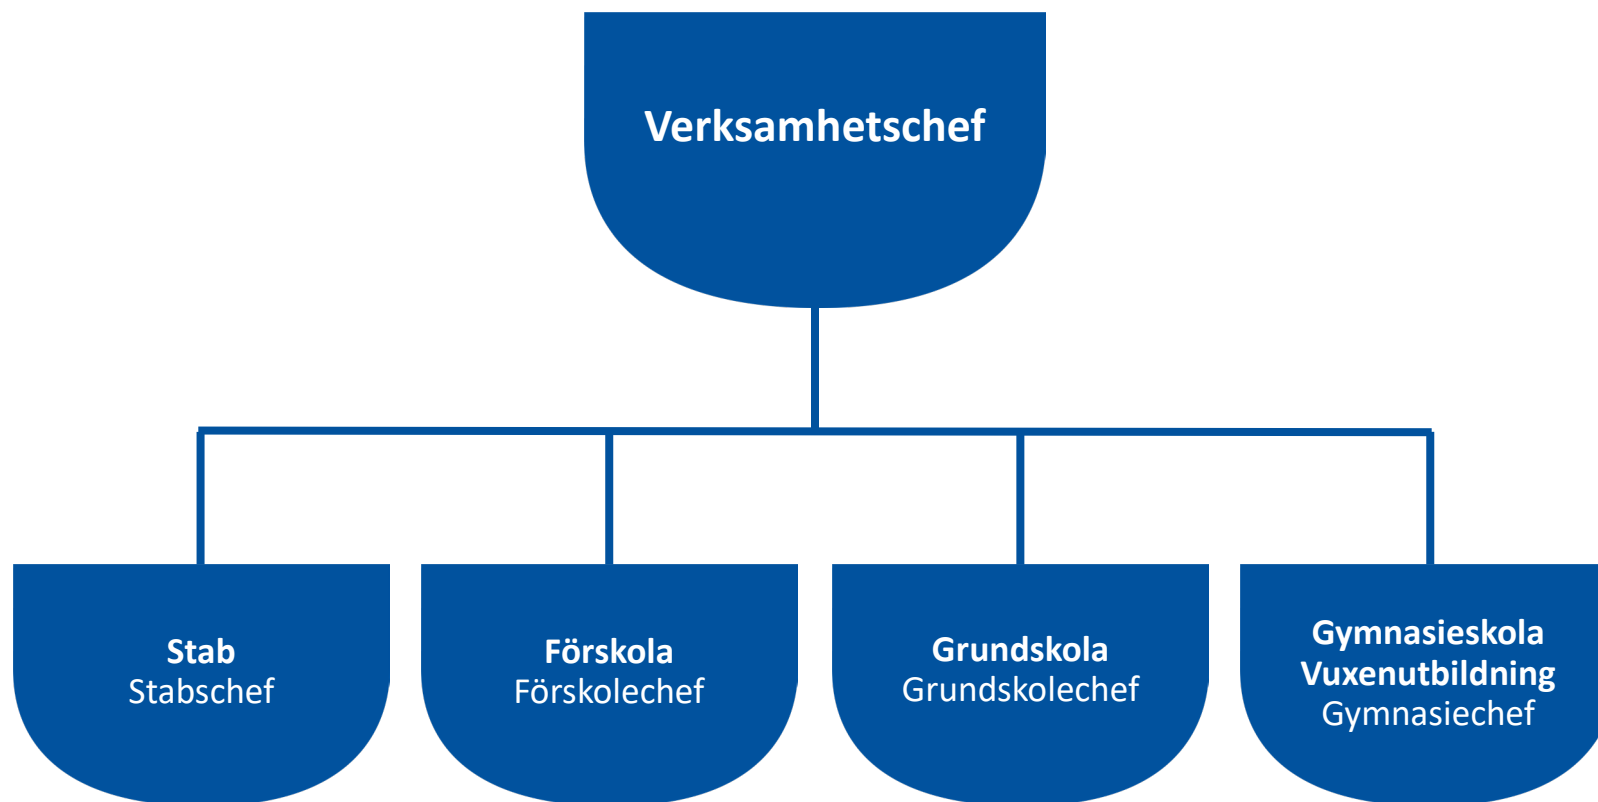 Verksamhetschef
Stab
Stabschef
Förskola
Förskolechef
Grundskola
Grundskolechef
Gymnasieskola
Vuxenutbildning
Gymnasiechef